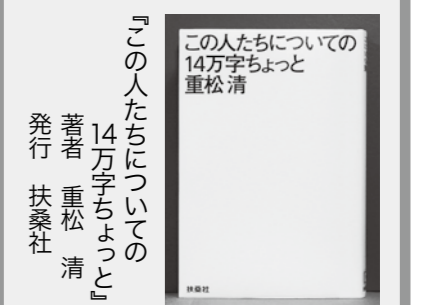 『この人たちについての
14万字ちょっと』
著者　重松　清
発行　扶桑社
この人たちについての
14万字ちょっと
重松 清
扶桑社